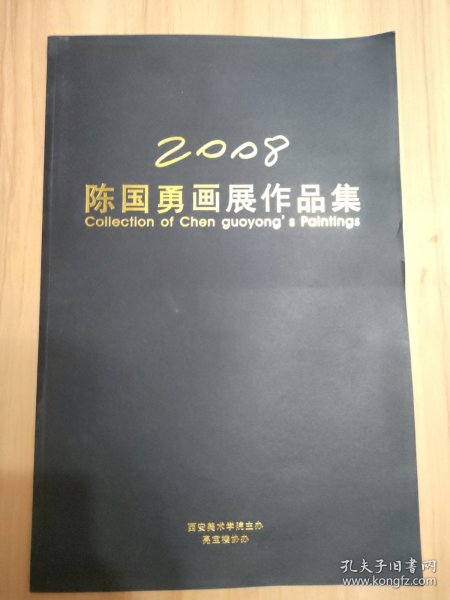 2008
陈国勇画展作品集
Collection of Chen guoyong's Paintings
西安美术学院主办
亮宝楼协办
孔夫子旧书网
www.kongfz.com